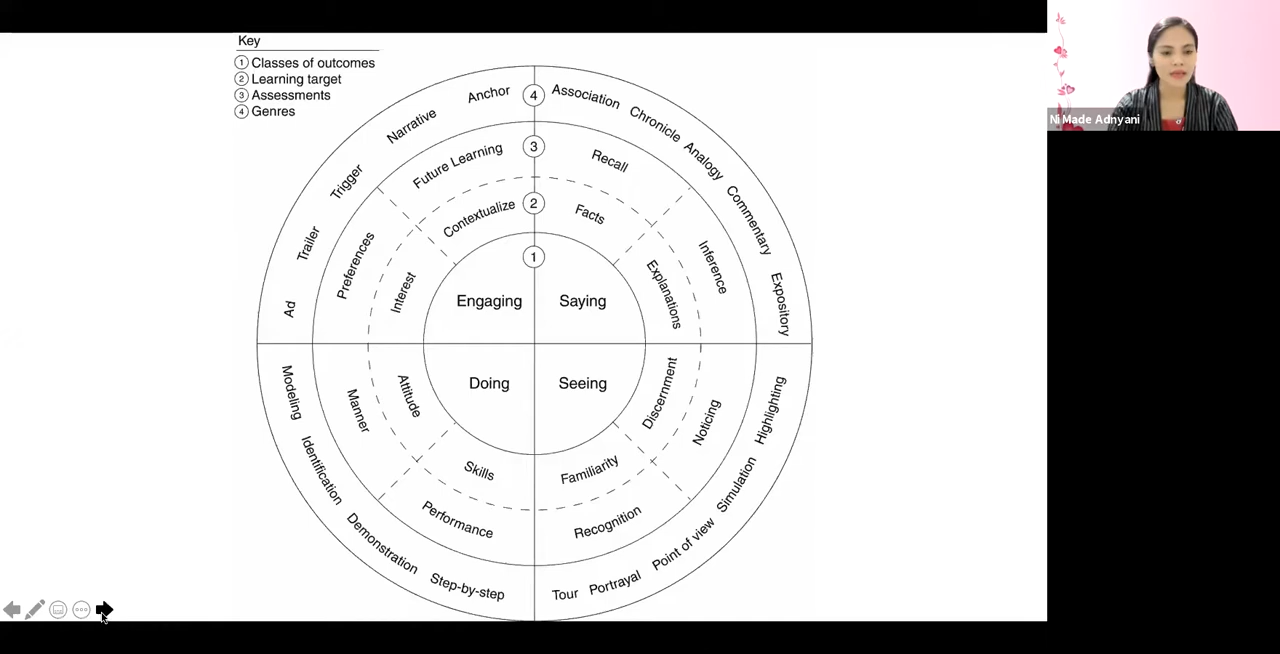 Key
1 Classes of outcomes
2 Learning target
3 Assessments
4 Genres
Ni Made Adnyani
4
Association
Chronicle
Analogy
Commentary
Expository
Highlighting
Simulation
Point of view
Portrayal
Tour
Step-by-step
Demonstration
Identification
Modeling
Ad
Trailer
Trigger
Narrative
Anchor
3
Recall
Inference
Noticing
Recognition
Performance
Manner
Preferences
Future Learning
2
Facts
Explanations
Discernment
Familiarity
Skills
Attitude
Interest
Contextualize
1
Engaging
Saying
Doing
Seeing